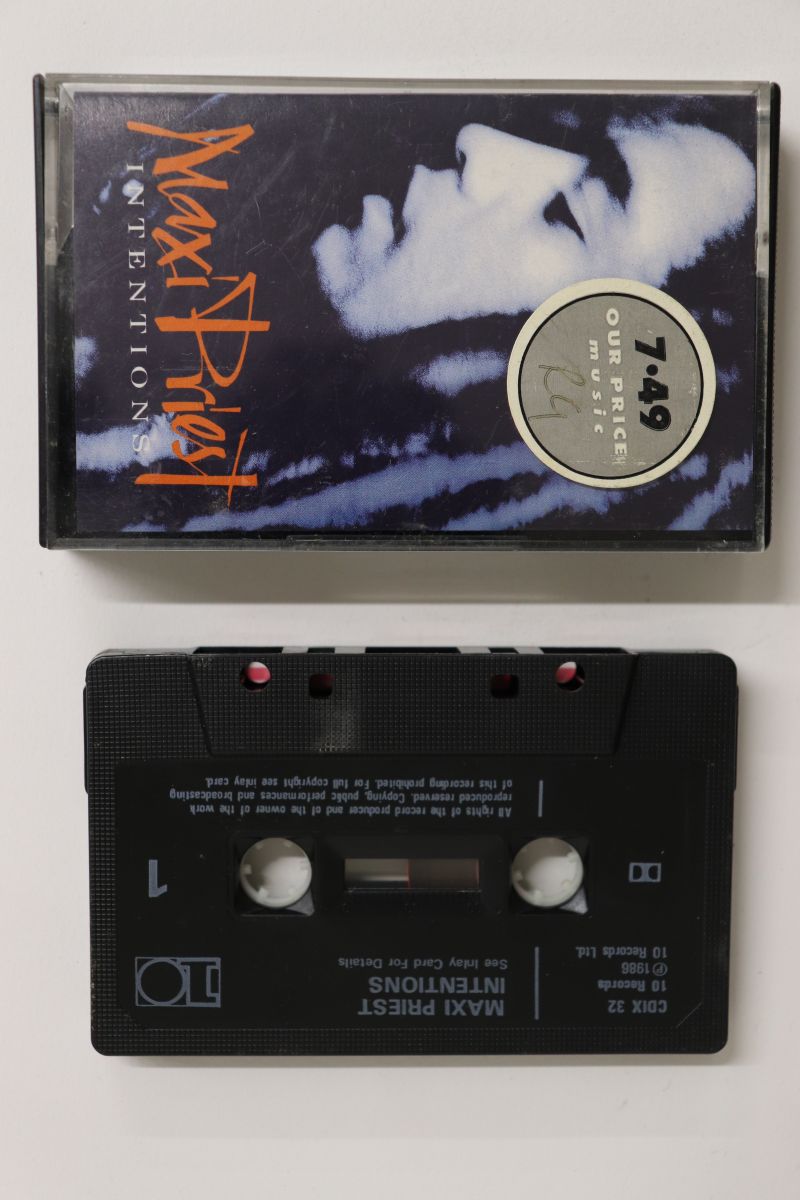 Maxi Priest
INTENTIONS
7.49
OUR PRICE
music
RG
1
All rights of the record producer and of the owner of the work
reproduced reserved. Copying, public performances and broadcasting
of this recording prohibited. For full copyright see inlay card.
MAXI PRIEST
INTENTIONS
See Inlay Card For Details
CDIX 32
10 Records
℗1986
10 Records Ltd.
10